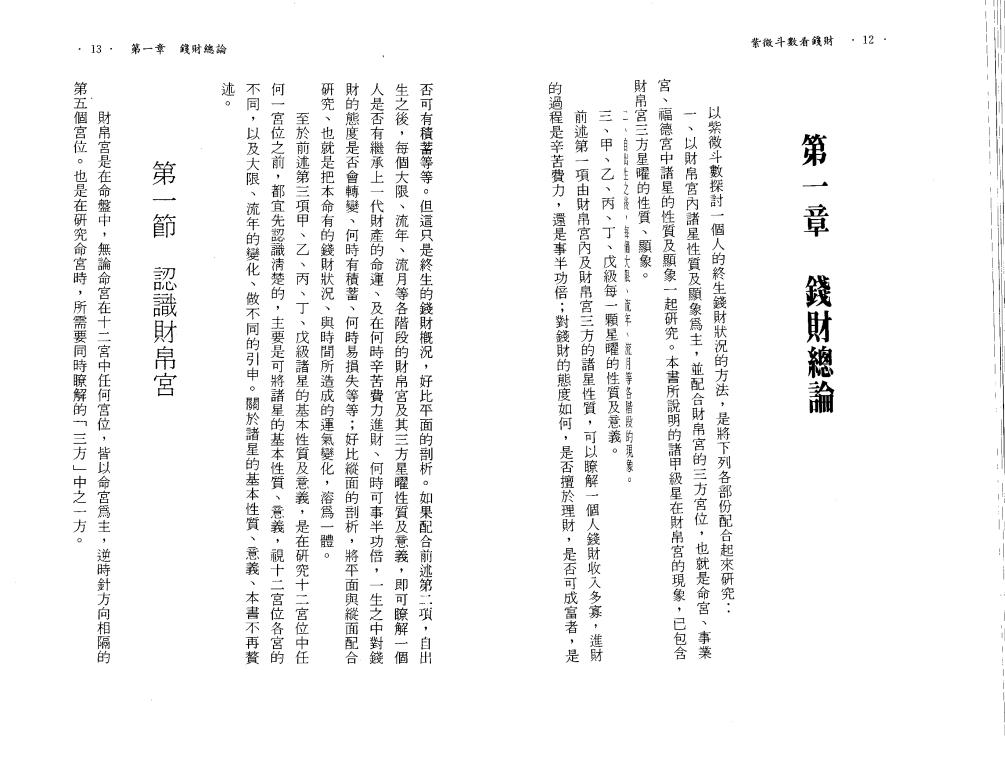 紫微斗數看錢財　· 12 ·
第一章　錢財總論
以紫微斗數探討一個人的終生錢財狀況的方法，是將下列各部份配合起來研究：
一、以財帛宮內諸星性質及顯象爲主，並配合財帛宮的三方宮位，也就是命宮、事業
宮、福德宮中諸星的性質及顯象一起研究。本書所說明的諸甲級星在財帛宮的現象，已包含
財帛宮三方星曜的性質、顯象。
二、自出生之後，每個大限、流年、流月等各階段的現象。
三、甲、乙、丙、丁、戊級每一顆星曜的性質及意義。
前述第一項由財帛宮內及財帛宮三方的諸星性質，可以瞭解一個人錢財收入多寡，進財
的過程是辛苦費力，還是事半功倍；對錢財的態度如何，是否擅於理財，是否可成富者，是
· 13 ·　第一章　錢財總論
否可有積蓄等等。但這只是終生的錢財概況，好比平面的剖析。如果配合前述第二項，自出
生之後，每個大限、流年、流月等各階段的財帛宮及其三方星曜性質及意義，即可瞭解一個
人是否有繼承上一代財產的命運、及在何時辛苦費力進財、何時可事半功倍，一生之中對錢
財的態度是否會轉變、何時有積蓄、何時易損失等等；好比縱面的剖析，將平面與縱面配合
研究、也就是把本命有的錢財狀況、與時間所造成的運氣變化，溶爲一體。
至於前述第三項甲、乙、丙、丁、戊級諸星的基本性質及意義，是在研究十二宮位中任
何一宮位之前，都宜先認識清楚的，主要是可將諸星的基本性質、意義，視十二宮位各宮的
不同，以及大限、流年的變化、做不同的引申。關於諸星的基本性質、意義、本書不再贅
述。
第一節　認識財帛宮
財帛宮是在命盤中，無論命宮在十二宮中任何宮位，皆以命宮爲主，逆時針方向相隔的
第五個宮位。也是在研究命宮時，所需要同時瞭解的「三方」中之一方。